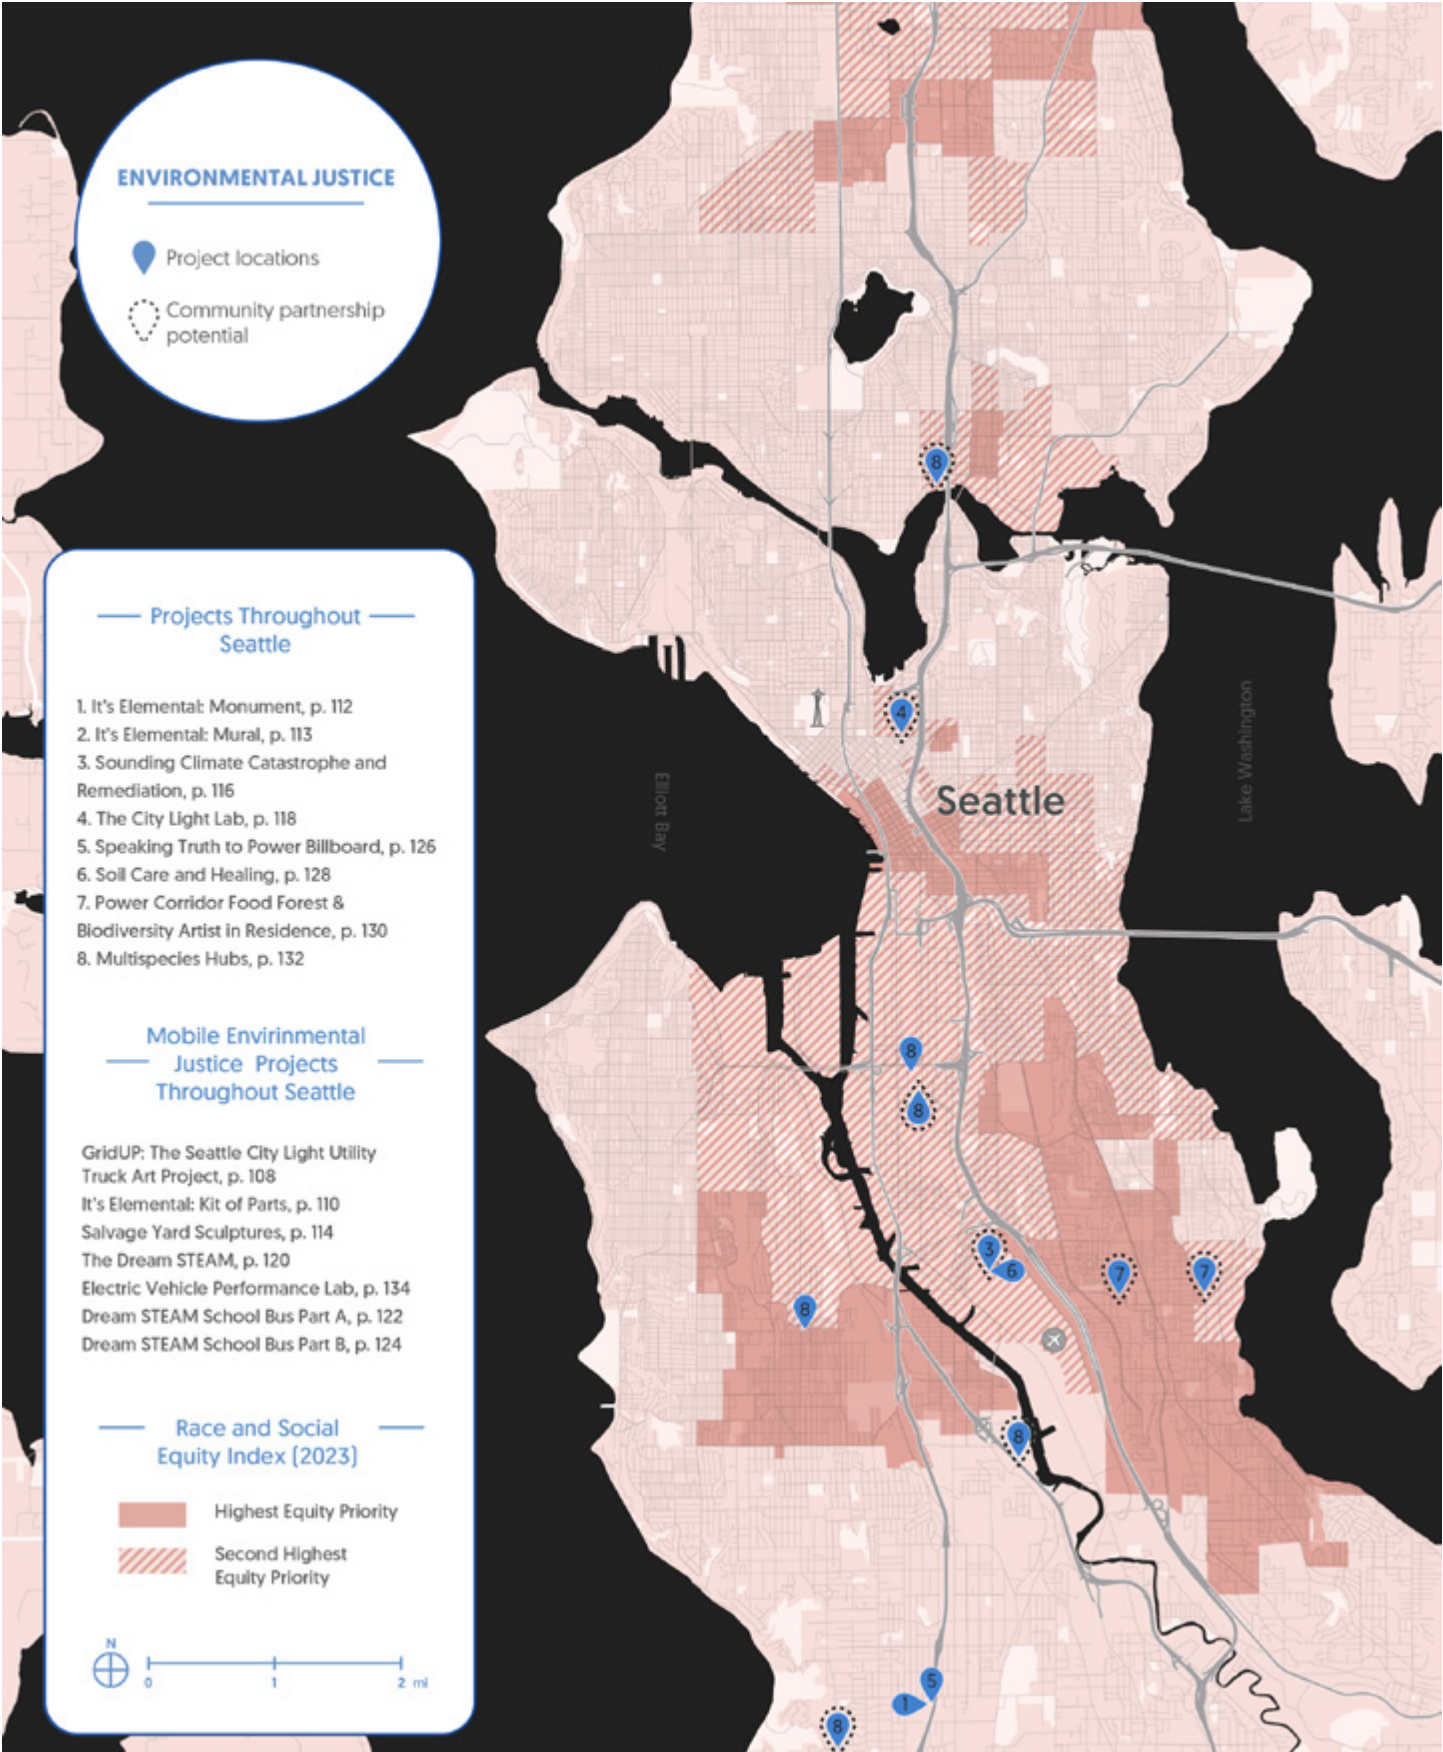 ENVIRONMENTAL JUSTICE
Project locations
Community partnership
potential
Projects Throughout
Seattle
1. It's Elemental: Monument, p. 112
2. It's Elemental: Mural, p. 113
3. Sounding Climate Catastrophe and
Remediation, p. 116
4. The City Light Lab, p. 118
5. Speaking Truth to Power Billboard, p. 126
6. Soil Care and Healing, p. 128
7. Power Corridor Food Forest &
Biodiversity Artist in Residence, p. 130
8. Multispecies Hubs, p. 132
Mobile Envirinmental
Justice Projects
Throughout Seattle
GridUP: The Seattle City Light Utility
Truck Art Project, p. 108
It's Elemental: Kit of Parts, p. 110
Salvage Yard Sculptures, p. 114
The Dream STEAM, p. 120
Electric Vehicle Performance Lab, p. 134
Dream STEAM School Bus Part A, p. 122
Dream STEAM School Bus Part B, p. 124
Race and Social
Equity Index (2023)
Highest Equity Priority
Second Highest
Equity Priority
N
0 1 2 mi
8
4
Seattle
Elliott Bay
Lake Washington
8
8
3
6
7
7
8
8
5
1
8